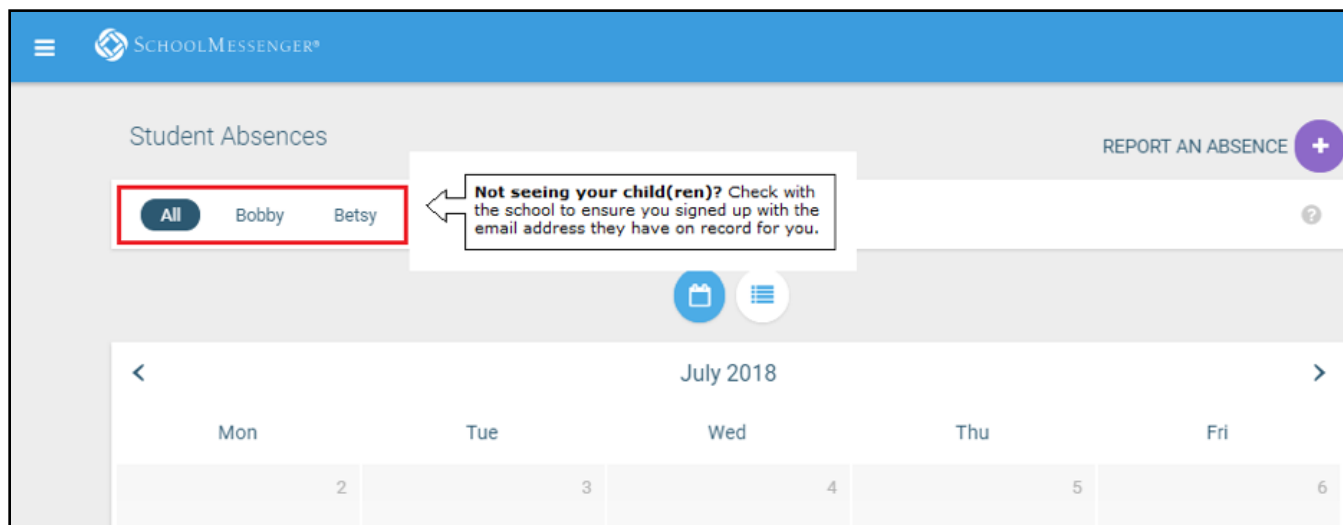 SCHOOLMESSENGER®
Student Absences
REPORT AN ABSENCE +
All Bobby Betsy
Not seeing your child(ren)? Check with
the school to ensure you signed up with the
email address they have on record for you.
?
< July 2018 >
Mon Tue Wed Thu Fri
2 3 4 5 6